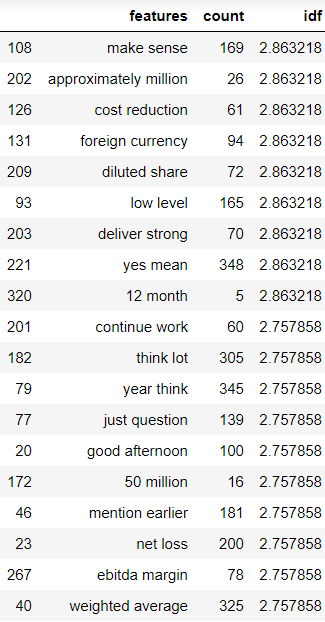 features count idf
108 make sense 169 2.863218
202 approximately million 26 2.863218
126 cost reduction 61 2.863218
131 foreign currency 94 2.863218
209 diluted share 72 2.863218
93 low level 165 2.863218
203 deliver strong 70 2.863218
221 yes mean 348 2.863218
320 12 month 5 2.863218
201 continue work 60 2.757858
182 think lot 305 2.757858
79 year think 345 2.757858
77 just question 139 2.757858
20 good afternoon 100 2.757858
172 50 million 16 2.757858
46 mention earlier 181 2.757858
23 net loss 200 2.757858
267 ebitda margin 78 2.757858
40 weighted average 325 2.757858